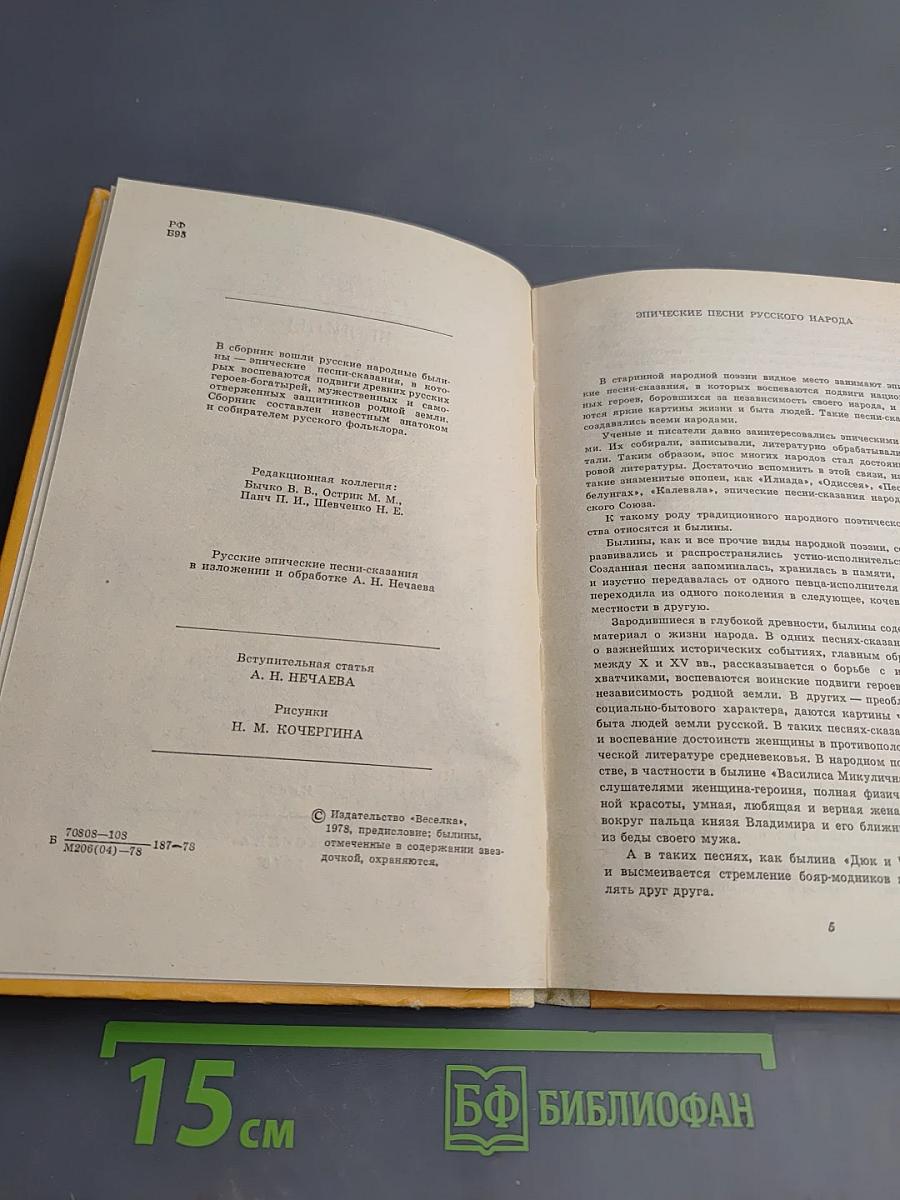 РФ
Б95
В сборник вошли русские народные были-
ны — эпические песни-сказания, в кото-
рых воспеваются подвиги древних русских
героев-богатырей, мужественных и само-
отверженных защитников родной земли.
Сборник составлен известным знатоком
и собирателем русского фольклора.
Редакционная коллегия:
Бычко В. В., Острик М. М.,
Панч П. И., Шевченко Н. Е.
Русские эпические песни-сказания
в изложении и обработке А. Н. Нечаева
Вступительная статья
А. Н. НЕЧАЕВА
Рисунки
Н. М. КОЧЕРГИНА
Б 70808—108
М206(04)—78 187—78
© Издательство «Веселка»,
1978, предисловие; былины,
отмеченные в содержании звез-
дочкой, охраняются,
ЭПИЧЕСКИЕ ПЕСНИ РУССКОГО НАРОДА
В старинной народной поэзии видное место занимают
кие песни-сказания, в которых воспеваются подвиги
ных героев, боровшихся за независимость своего народа, и
ются яркие картины жизни и быта людей. Такие
создавались всеми народами.
Ученые и писатели давно заинтересовались эпическими
ми. Их собирали, записывали, литературно обрабатывали
тали. Таким образом, эпос многих народов стал
ровой литературы. Достаточно вспомнить в этой связи,
такие знаменитые эпопеи, как «Илиада», «Одиссея»,
белунгах», «Калевала», эпические песни-сказания
ского Союза.
К такому роду традиционного народного
ства относятся и былины.
Былины, как и все прочие виды народной поэзии,
развивались и распространялись
Созданная песня запоминалась, хранилась в памяти,
и изустно передавалась от одного певца-исполнителя
переходила из одного поколения в следующее,
местности в другую.
Зародившиеся в глубокой древности, былины
материал о жизни народа. В одних
о важнейших исторических событиях, главным
между X и XV вв., рассказывается о борьбе с
хватчиками, воспеваются воинские подвиги
независимость родной земли. В других —
социально-бытового характера, даются картины
быта людей земли русской. В таких
и воспевание достоинств женщины в
ческой литературе средневековья. В народном
стве, в частности в былине «Василиса
слушателями женщина-героиня, полная
ной красоты, умная, любящая и верная жена
вокруг пальца князя Владимира и его
из беды своего мужа.
А в таких песнях, как былина «Дюк и
и высмеивается стремление бояр-модников
лять друг друга.
5
15 см
БФ БИБЛИОФАН